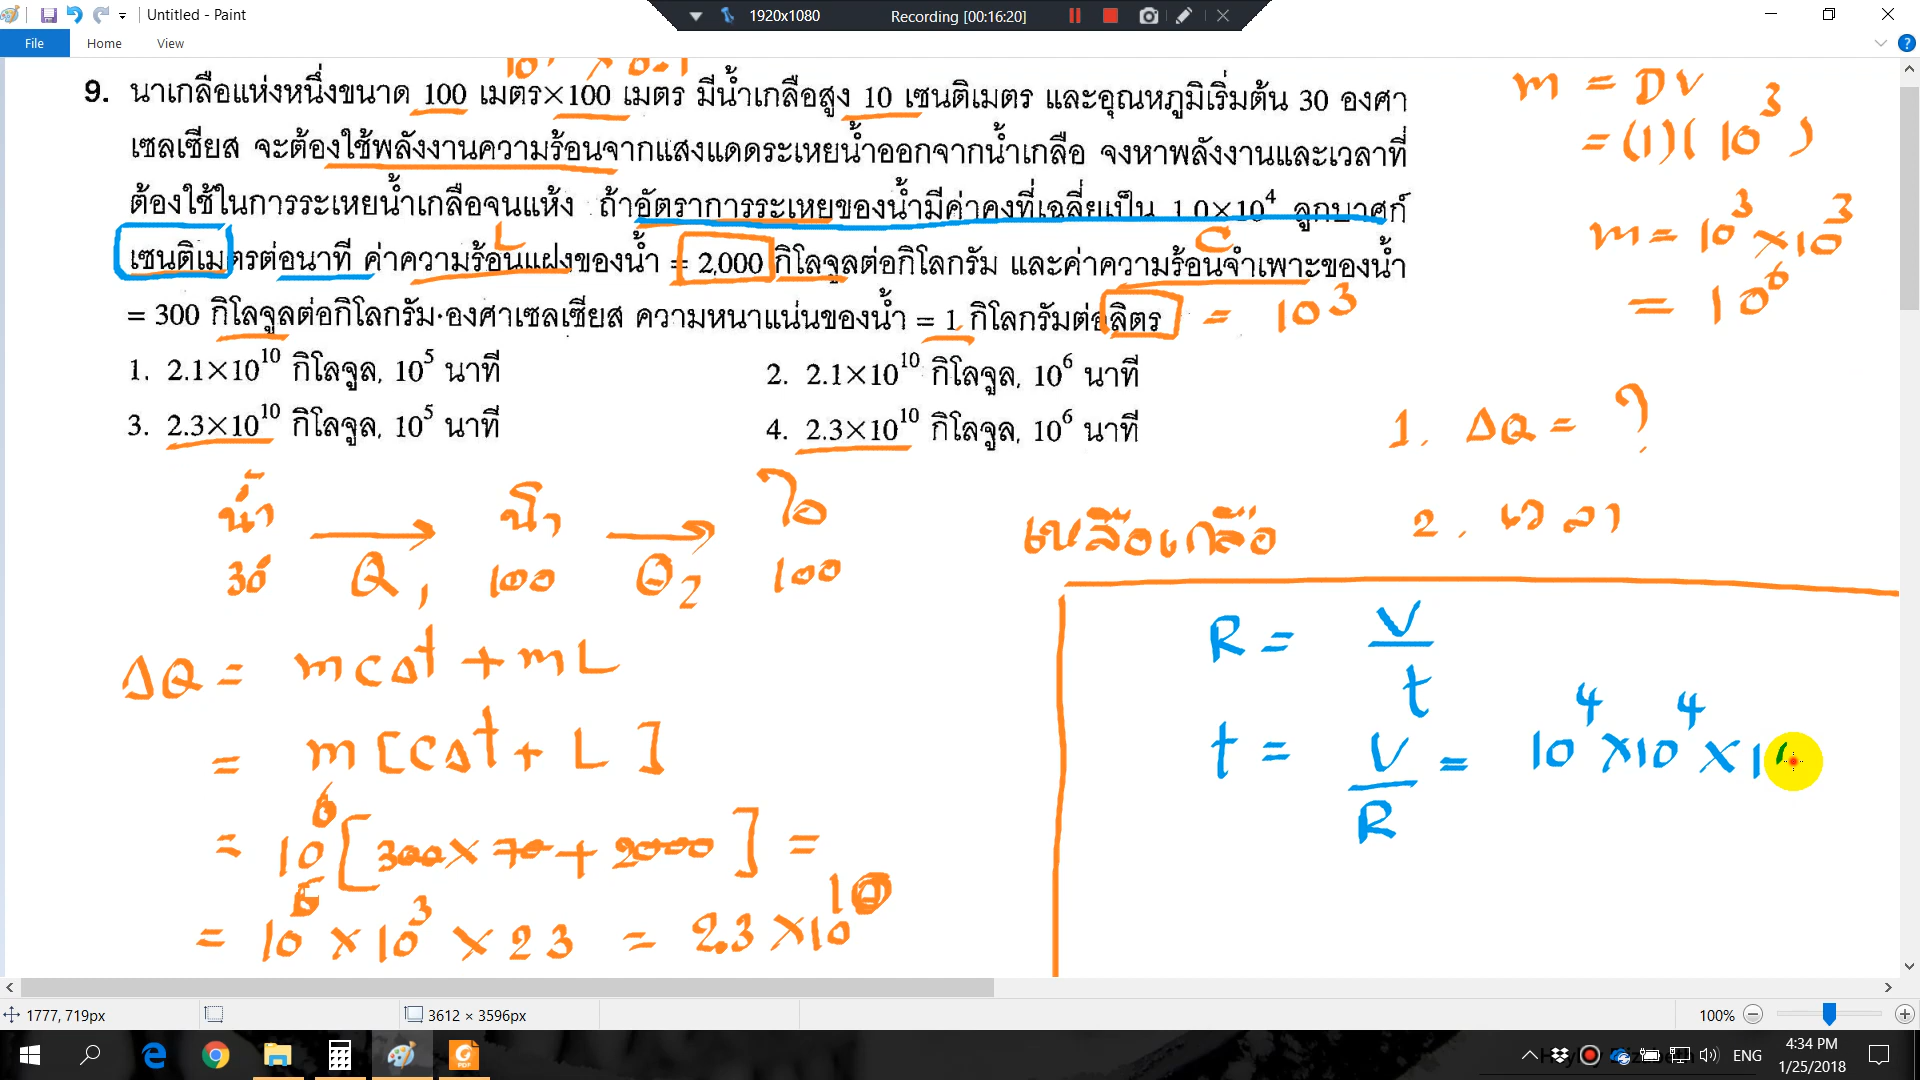 Untitled - Paint
1920x1080
Recording [00:16:20]
File Home View
9. นาเกลือแห่งหนึ่งขนาด 100 เมตร×100 เมตร มีน้ำเกลือสูง 10 เซนติเมตร และอุณหภูมิเริ่มต้น 30 องศา
เซลเซียส จะต้องใช้พลังงานความร้อนจากแสงแดดระเหยน้ำออกจากน้ำเกลือ จงหาพลังงานและเวลาที่
ต้องใช้ในการระเหยน้ำเกลือจนแห้ง ถ้าอัตราการระเหยของน้ำมีค่าคงที่เฉลี่ยเป็น 1.0×10⁴ ลูกบาศก์
เซนติเมตรต่อนาที ค่าความร้อนแฝงของน้ำ = 2,000 กิโลจูลต่อกิโลกรัม และค่าความร้อนจำเพาะของน้ำ
= 300 กิโลจูลต่อกิโลกรัม·องศาเซลเซียส ความหนาแน่นของน้ำ = 1 กิโลกรัมต่อลิตร = 10³
L
C
1. 2.1×10¹⁰ กิโลจูล, 10⁵ นาที
2. 2.1×10¹⁰ กิโลจูล, 10⁶ นาที
3. 2.3×10¹⁰ กิโลจูล, 10⁵ นาที
4. 2.3×10¹⁰ กิโลจูล, 10⁶ นาที
m = DV
= (1)(10³)
m = 10³×10³
= 10⁶
1. ΔQ = ?
2. เวลา
น้ำ น้ำ ไอ
30 Q₁ 100 Q₂ 100
เหลือเกลือ
ΔQ = mcΔt + mL
= m[cΔt + L]
= 10⁶[300×70+2000] =
= 10⁶×10³×23 = 2.3×10¹⁰
R = V/t
t = V/R = 10⁴×10⁴×1
1777, 719px
3612 × 3596px
100%
ENG
4:34 PM
1/25/2018